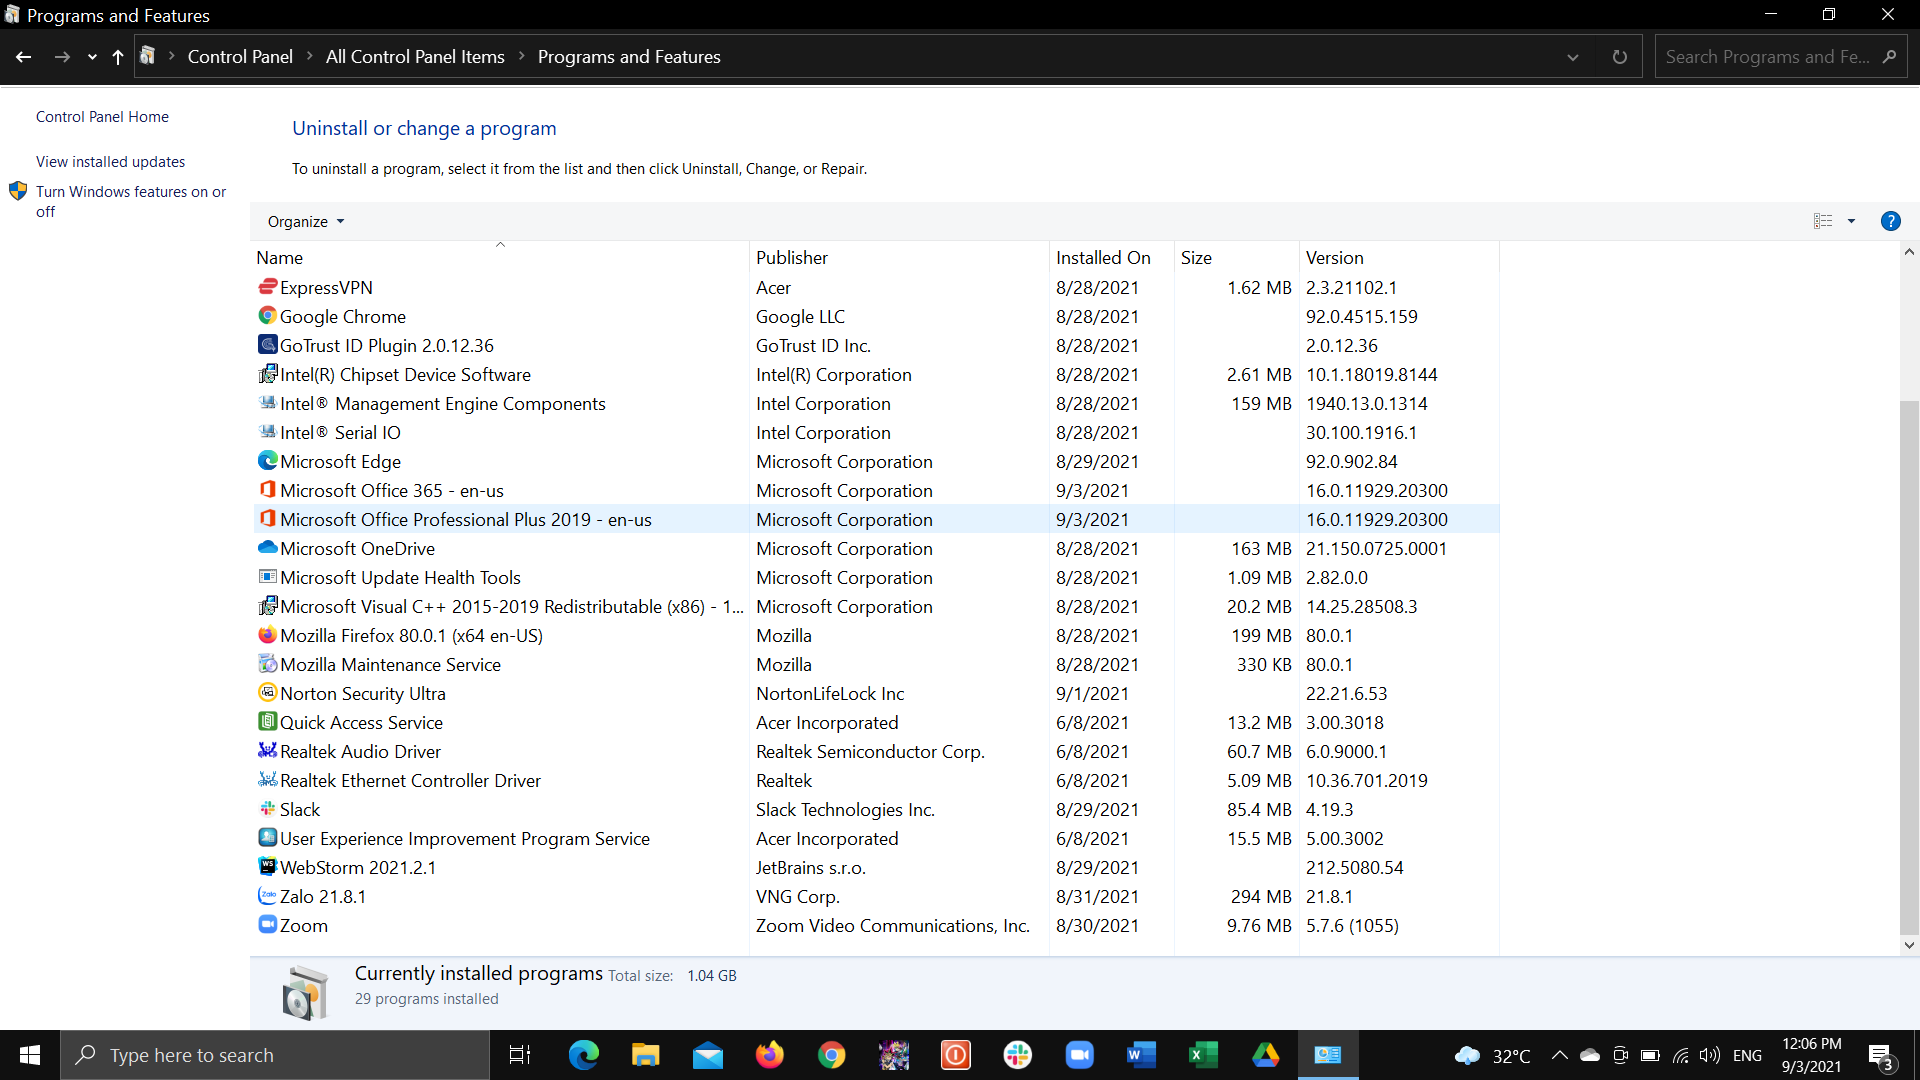 Programs and Features
Control Panel > All Control Panel Items > Programs and Features
Search Programs and Fe...
Control Panel Home
View installed updates
Turn Windows features on or
off
Uninstall or change a program
To uninstall a program, select it from the list and then click Uninstall, Change, or Repair.
Organize
Name Publisher Installed On Size Version
ExpressVPN Acer 8/28/2021 1.62 MB 2.3.21102.1
Google Chrome Google LLC 8/28/2021 92.0.4515.159
GoTrust ID Plugin 2.0.12.36 GoTrust ID Inc. 8/28/2021 2.0.12.36
Intel(R) Chipset Device Software Intel(R) Corporation 8/28/2021 2.61 MB 10.1.18019.8144
Intel® Management Engine Components Intel Corporation 8/28/2021 159 MB 1940.13.0.1314
Intel® Serial IO Intel Corporation 8/28/2021 30.100.1916.1
Microsoft Edge Microsoft Corporation 8/29/2021 92.0.902.84
Microsoft Office 365 - en-us Microsoft Corporation 9/3/2021 16.0.11929.20300
Microsoft Office Professional Plus 2019 - en-us Microsoft Corporation 9/3/2021 16.0.11929.20300
Microsoft OneDrive Microsoft Corporation 8/28/2021 163 MB 21.150.0725.0001
Microsoft Update Health Tools Microsoft Corporation 8/28/2021 1.09 MB 2.82.0.0
Microsoft Visual C++ 2015-2019 Redistributable (x86) - 1... Microsoft Corporation 8/28/2021 20.2 MB 14.25.28508.3
Mozilla Firefox 80.0.1 (x64 en-US) Mozilla 8/28/2021 199 MB 80.0.1
Mozilla Maintenance Service Mozilla 8/28/2021 330 KB 80.0.1
Norton Security Ultra NortonLifeLock Inc 9/1/2021 22.21.6.53
Quick Access Service Acer Incorporated 6/8/2021 13.2 MB 3.00.3018
Realtek Audio Driver Realtek Semiconductor Corp. 6/8/2021 60.7 MB 6.0.9000.1
Realtek Ethernet Controller Driver Realtek 6/8/2021 5.09 MB 10.36.701.2019
Slack Slack Technologies Inc. 8/29/2021 85.4 MB 4.19.3
User Experience Improvement Program Service Acer Incorporated 6/8/2021 15.5 MB 5.00.3002
WebStorm 2021.2.1 JetBrains s.r.o. 8/29/2021 212.5080.54
Zalo 21.8.1 VNG Corp. 8/31/2021 294 MB 21.8.1
Zoom Zoom Video Communications, Inc. 8/30/2021 9.76 MB 5.7.6 (1055)
Currently installed programs Total size: 1.04 GB
29 programs installed
Type here to search
32°C ENG 12:06 PM
9/3/2021
3